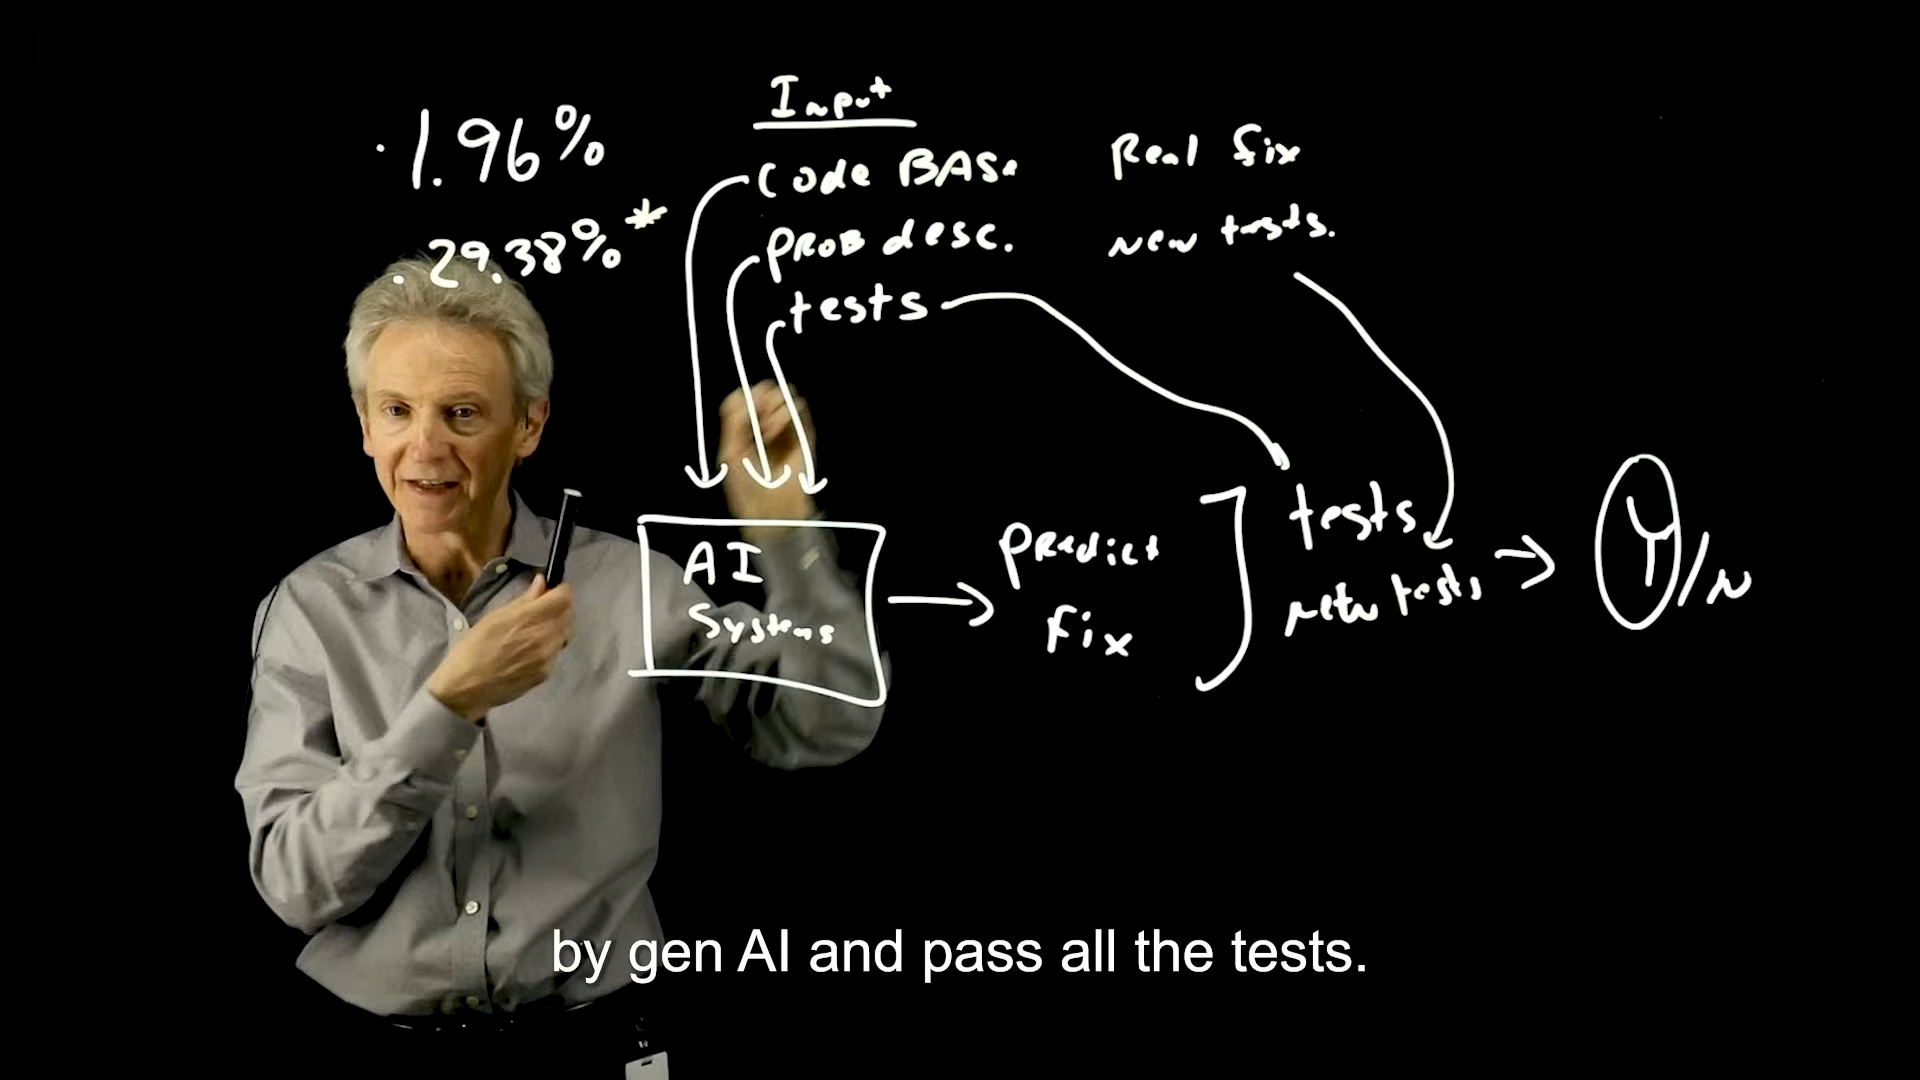 1.96%
29.38%*
Input
Code BASe
PROB desc.
tests
Real fix
new tests.
AI
Systems
Predict
fix
tests
new tests
Y/N
by gen AI and pass all the tests.